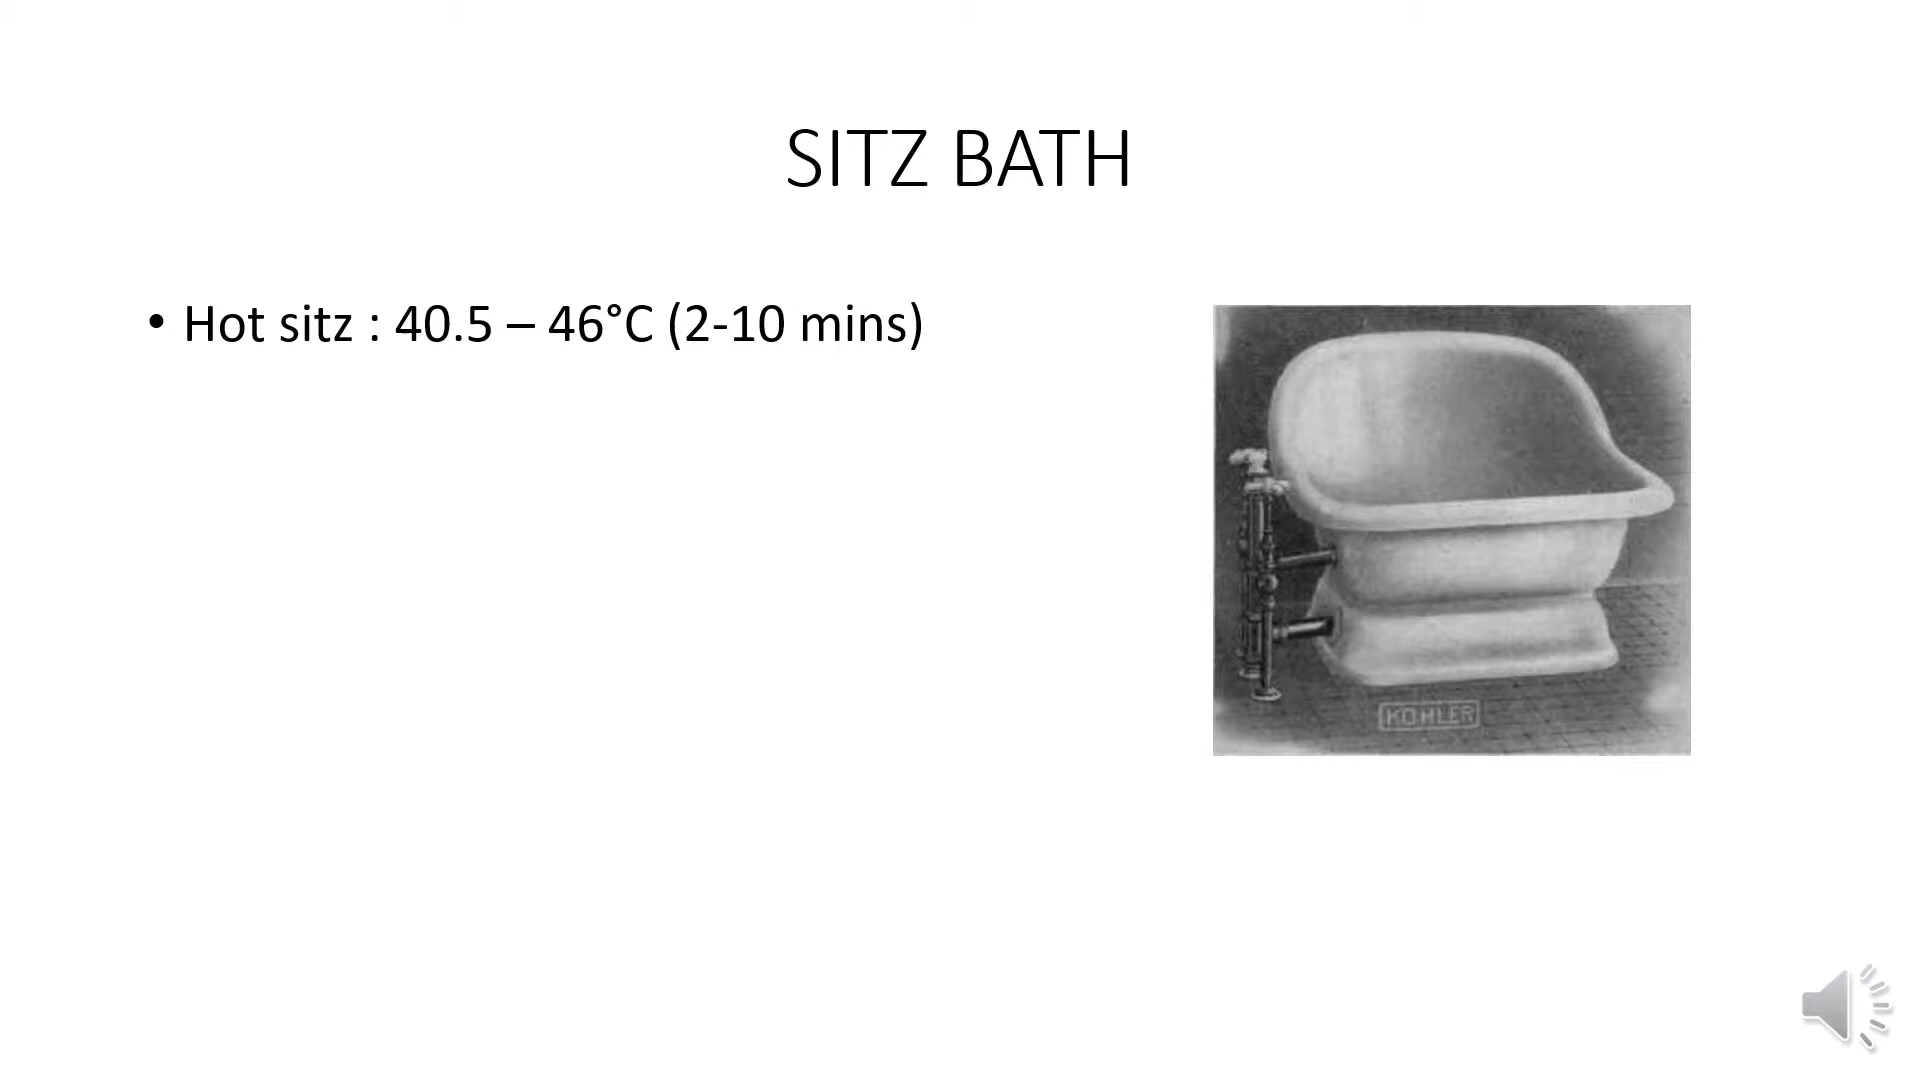 SITZ BATH
• Hot sitz : 40.5 – 46°C (2-10 mins)
KOHLER